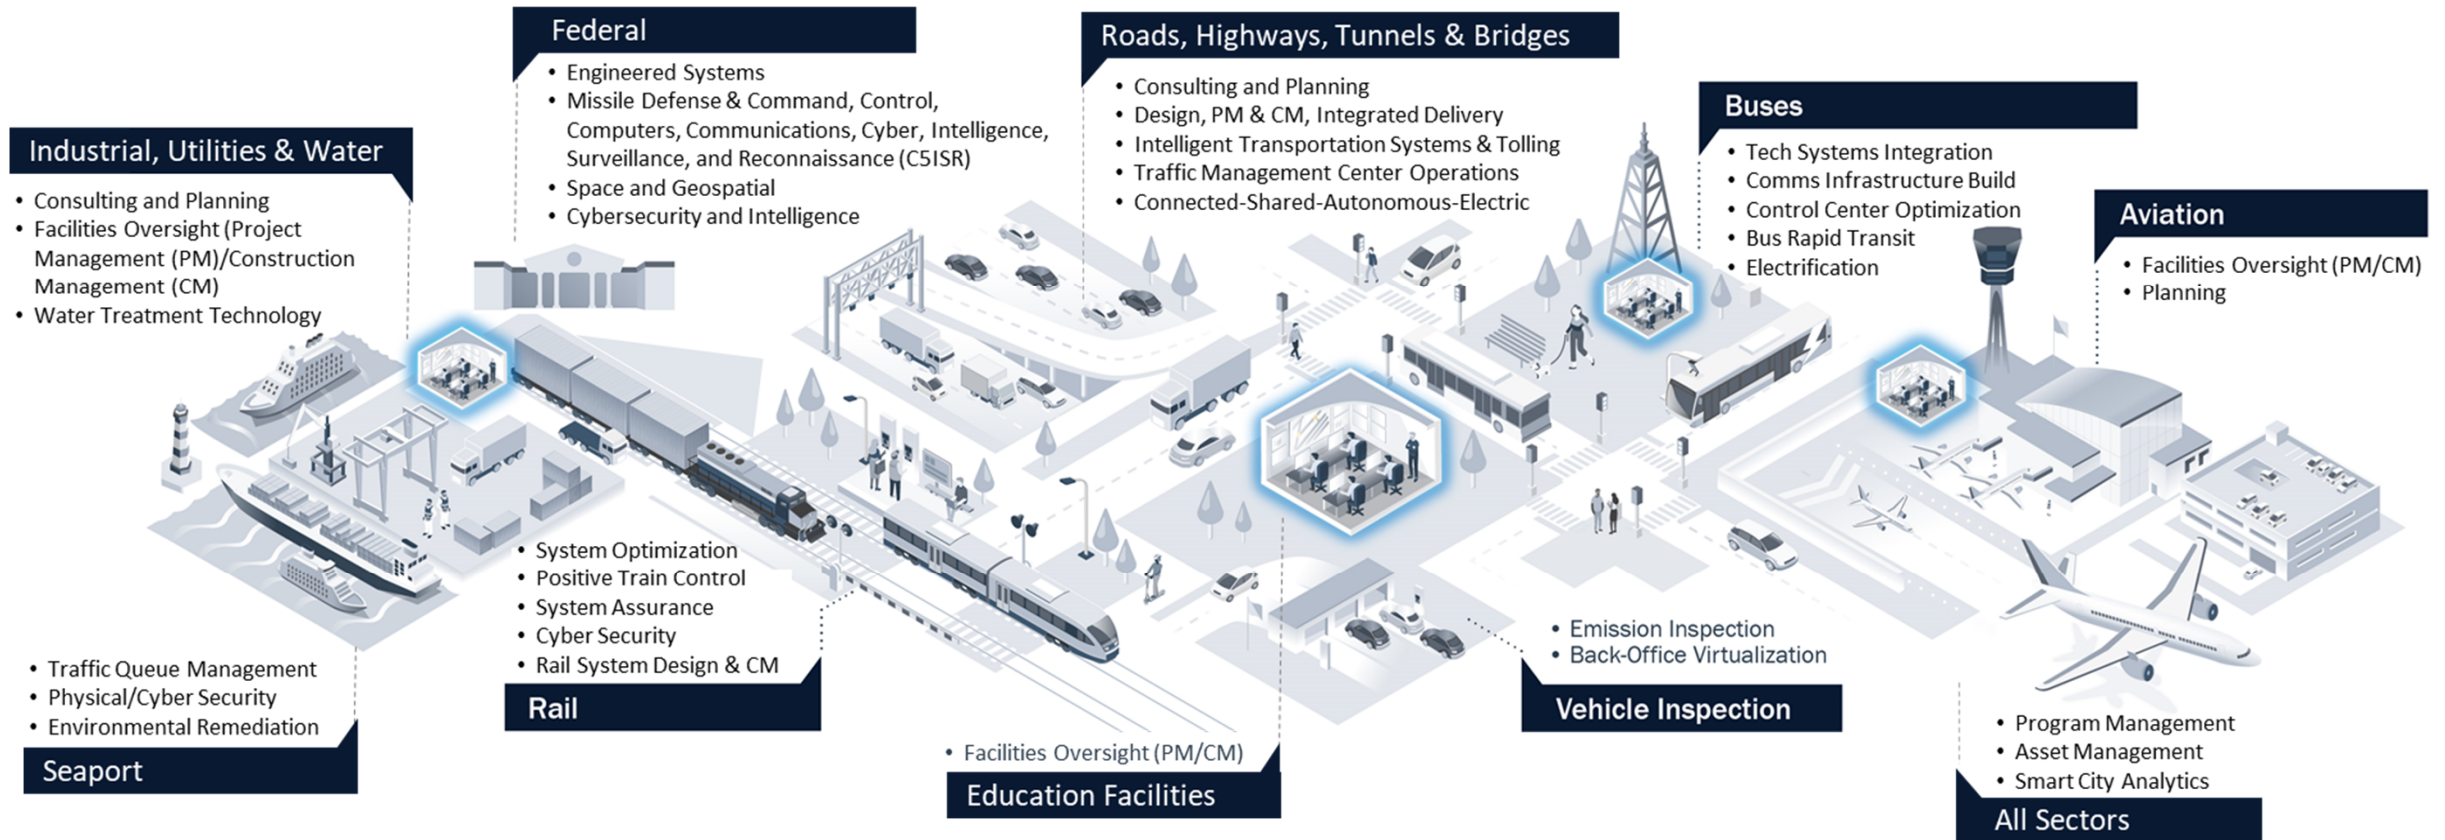 Federal
• Engineered Systems
• Missile Defense & Command, Control,
Computers, Communications, Cyber, Intelligence,
Surveillance, and Reconnaissance (C5ISR)
• Space and Geospatial
• Cybersecurity and Intelligence
Roads, Highways, Tunnels & Bridges
• Consulting and Planning
• Design, PM & CM, Integrated Delivery
• Intelligent Transportation Systems & Tolling
• Traffic Management Center Operations
• Connected-Shared-Autonomous-Electric
Buses
• Tech Systems Integration
• Comms Infrastructure Build
• Control Center Optimization
• Bus Rapid Transit
• Electrification
Industrial, Utilities & Water
• Consulting and Planning
• Facilities Oversight (Project
Management (PM)/Construction
Management (CM)
• Water Treatment Technology
Aviation
• Facilities Oversight (PM/CM)
• Planning
• System Optimization
• Positive Train Control
• System Assurance
• Cyber Security
• Rail System Design & CM
Rail
• Emission Inspection
• Back-Office Virtualization
Vehicle Inspection
• Traffic Queue Management
• Physical/Cyber Security
• Environmental Remediation
Seaport
• Facilities Oversight (PM/CM)
Education Facilities
• Program Management
• Asset Management
• Smart City Analytics
All Sectors